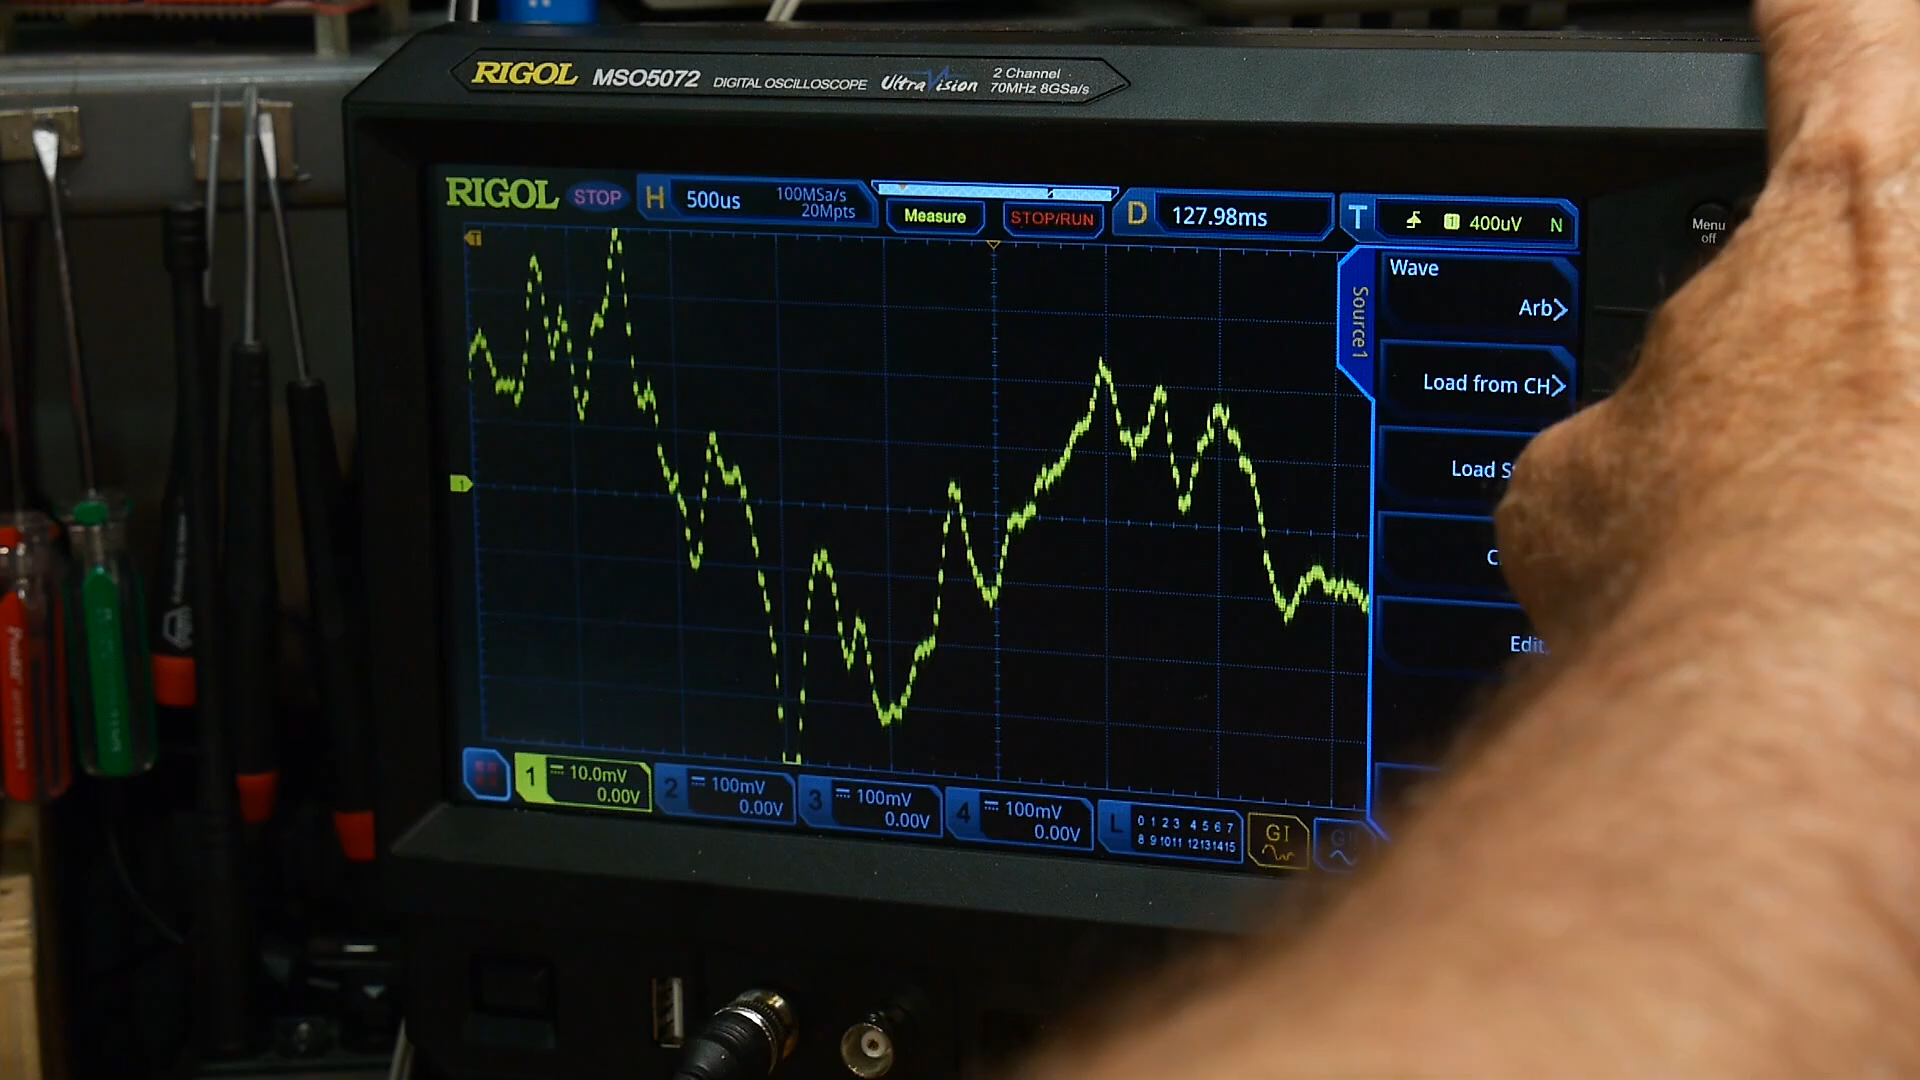 RIGOL MSO5072 DIGITAL OSCILLOSCOPE UltraVision 2 Channel
70MHz 8GSa/s
RIGOL STOP H 500us 100MSa/s
20Mpts
Measure STOP/RUN D 127.98ms T 1 400uV N
Menu
off
T
Source1
Wave
Arb
Load from CH
Load S
C
Edit
1
1 10.0mV
0.00V
2 100mV
0.00V
3 100mV
0.00V
4 100mV
0.00V
L 0 1 2 3 4 5 6 7
8 9 10 11 12 13 14 15
GI